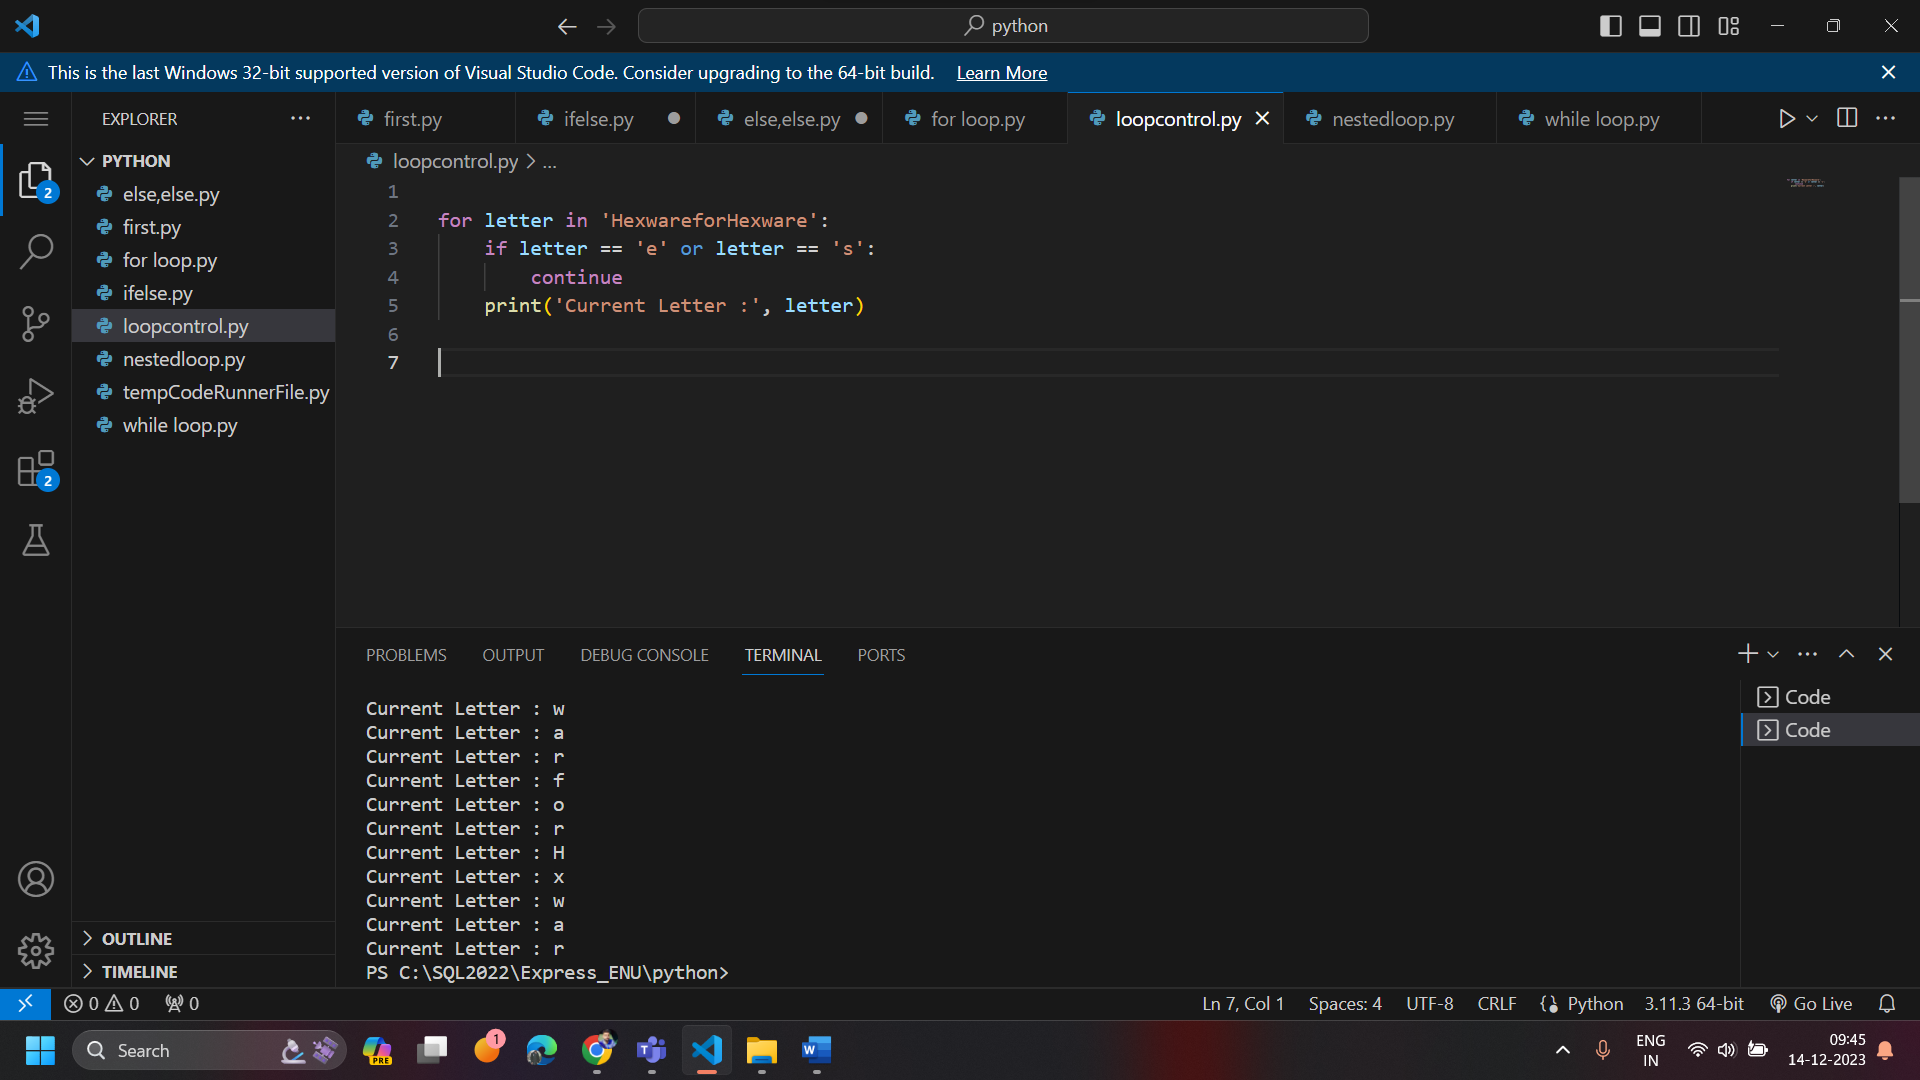 python
This is the last Windows 32-bit supported version of Visual Studio Code. Consider upgrading to the 64-bit build. Learn More
EXPLORER
first.py
ifelse.py
else,else.py
for loop.py
loopcontrol.py
nestedloop.py
while loop.py
PYTHON
else,else.py
first.py
for loop.py
ifelse.py
loopcontrol.py
nestedloop.py
tempCodeRunnerFile.py
while loop.py
2
2
OUTLINE
TIMELINE
loopcontrol.py > ...
1
2 for letter in 'HexwareforHexware':
3 if letter == 'e' or letter == 's':
4 continue
5 print('Current Letter :', letter)
6
7
PROBLEMS OUTPUT DEBUG CONSOLE TERMINAL PORTS
Current Letter : w
Current Letter : a
Current Letter : r
Current Letter : f
Current Letter : o
Current Letter : r
Current Letter : H
Current Letter : x
Current Letter : w
Current Letter : a
Current Letter : r
PS C:\SQL2022\Express_ENU\python>
Code
Code
0 0 0
Ln 7, Col 1 Spaces: 4 UTF-8 CRLF Python 3.11.3 64-bit Go Live
Search
PRE
1
ENG
IN
09:45
14-12-2023